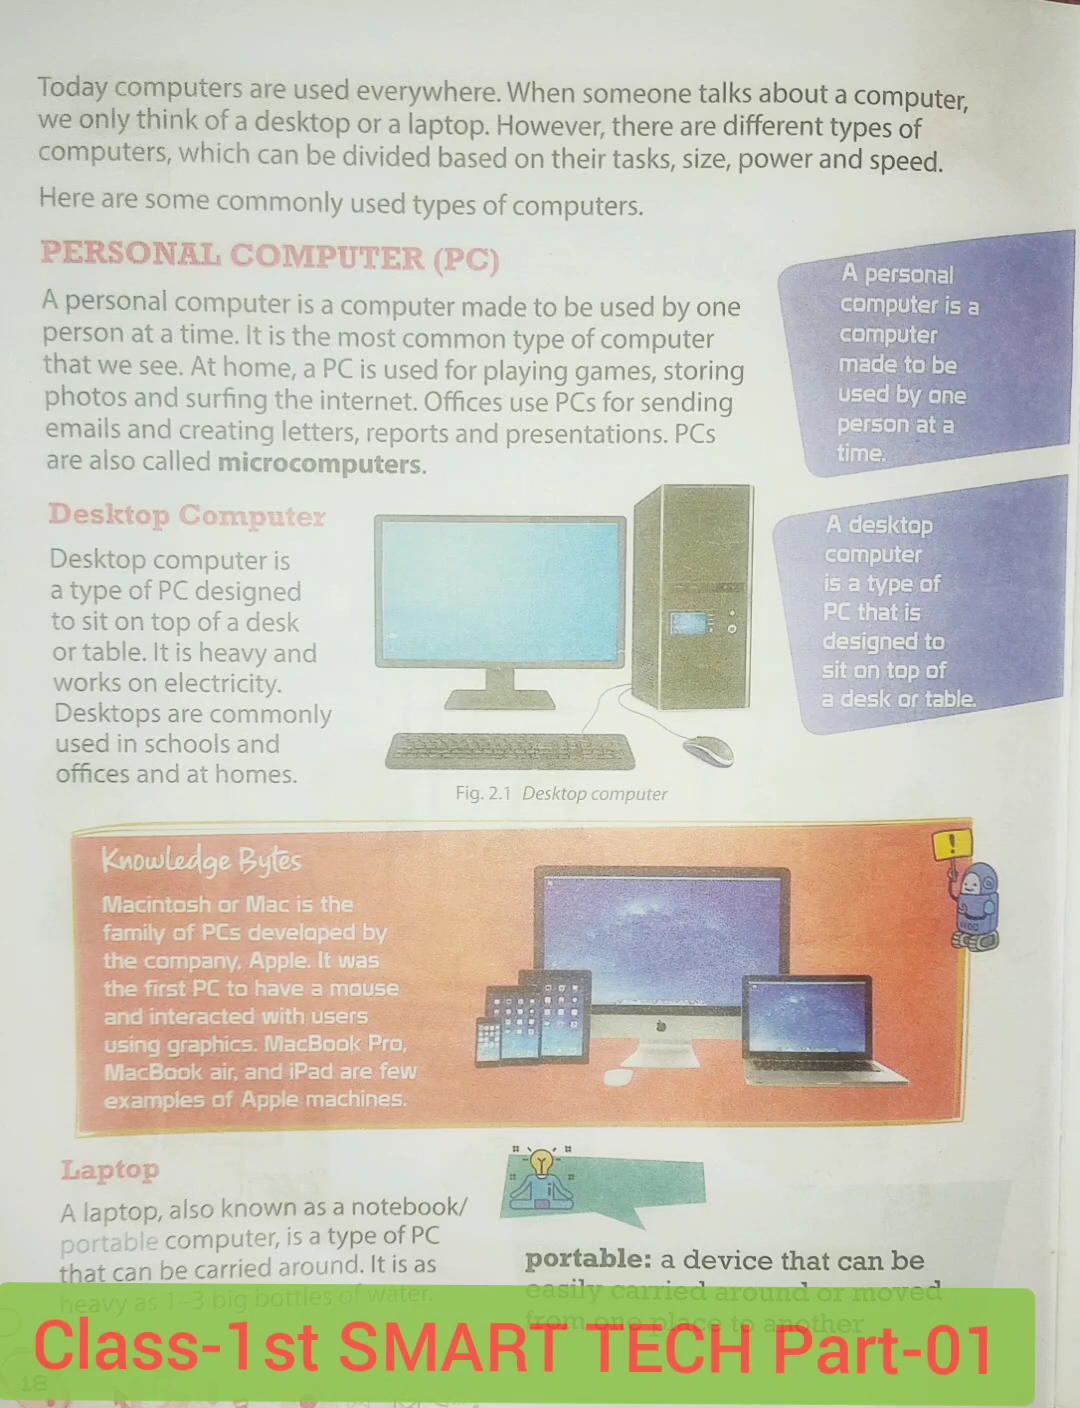 Today computers are used everywhere. When someone talks about a computer,
we only think of a desktop or a laptop. However, there are different types of
computers, which can be divided based on their tasks, size, power and speed.
Here are some commonly used types of computers.
PERSONAL COMPUTER (PC)
A personal computer is a computer made to be used by one
person at a time. It is the most common type of computer
that we see. At home, a PC is used for playing games, storing
photos and surfing the internet. Offices use PCs for sending
emails and creating letters, reports and presentations. PCs
are also called microcomputers.
A personal
computer is a
computer
made to be
used by one
person at a
time.
Desktop Computer
Desktop computer is
a type of PC designed
to sit on top of a desk
or table. It is heavy and
works on electricity.
Desktops are commonly
used in schools and
offices and at homes.
Fig. 2.1 Desktop computer
A desktop
computer
is a type of
PC that is
designed to
sit on top of
a desk or table.
Knowledge Bytes
Macintosh or Mac is the
family of PCs developed by
the company, Apple. It was
the first PC to have a mouse
and interacted with users
using graphics. MacBook Pro,
MacBook air, and iPad are few
examples of Apple machines.
!
Laptop
A laptop, also known as a notebook/
portable computer, is a type of PC
that can be carried around. It is as
heavy as 1–3 big bottles of water.
portable: a device that can be
easily carried around or moved
from one place to another
Class-1st SMART TECH Part-01
18